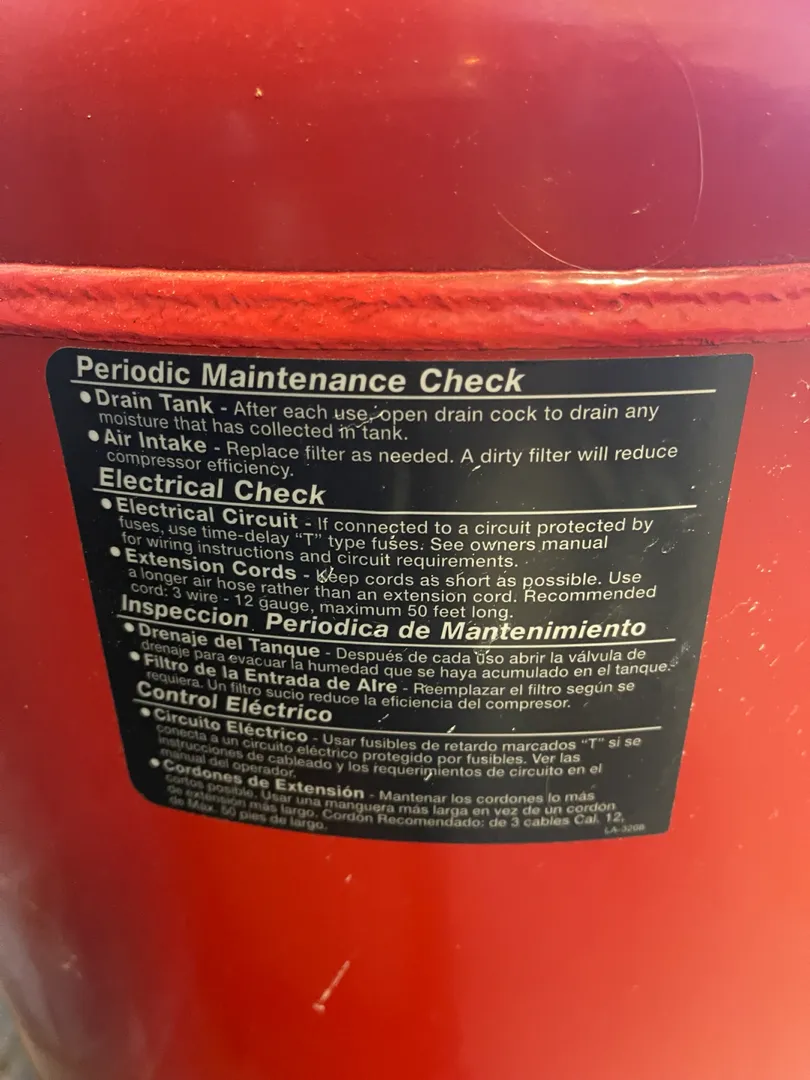 Periodic Maintenance Check
•Drain Tank - After each use, open drain cock to drain any
moisture that has collected in tank.
•Air Intake - Replace filter as needed. A dirty filter will reduce
compressor efficiency.
Electrical Check
•Electrical Circuit - If connected to a circuit protected by
fuses, use time-delay “T” type fuses. See owners manual
for wiring instructions and circuit requirements.
•Extension Cords - Keep cords as short as possible. Use
a longer air hose rather than an extension cord. Recommended
cord: 3 wire - 12 gauge, maximum 50 feet long.
Inspeccion Periodica de Mantenimiento
•Drenaje del Tanque - Después de cada uso abrir la válvula de
drenaje para evacuar la humedad que se haya acumulado en el tanque.
•Filtro de la Entrada de Aire - Reemplazar el filtro según se
requiera. Un filtro sucio reduce la eficiencia del compresor.
Control Eléctrico
•Circuito Eléctrico - Usar fusibles de retardo marcados “T” si se
conecta a un circuito eléctrico protegido por fusibles. Ver las
instrucciones de cableado y los requerimientos de circuito en el
manual del operador.
•Cordones de Extensión - Mantenar los cordones lo más
cortos posible. Usar una manguera más larga en vez de un cordón
de extensión más largo. Cordón Recomendado: de 3 cables Cal. 12,
de Máx. 50 pies de largo.
LA-3208